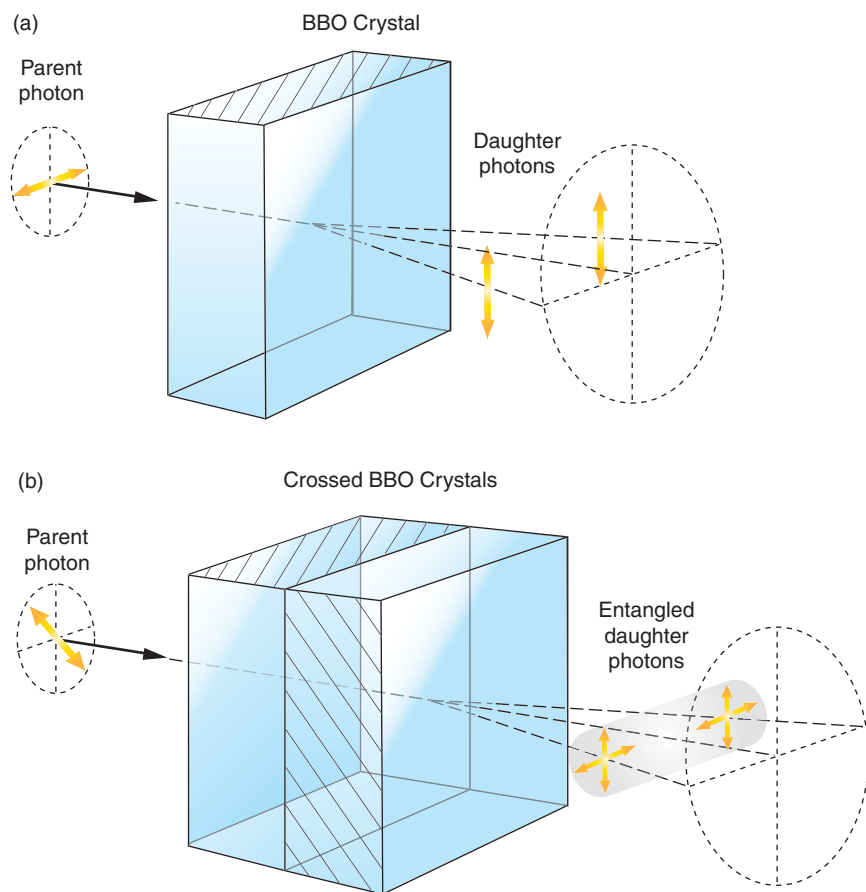 (a)
BBO Crystal
Parent
photon
Daughter
photons
(b)
Crossed BBO Crystals
Parent
photon
Entangled
daughter
photons